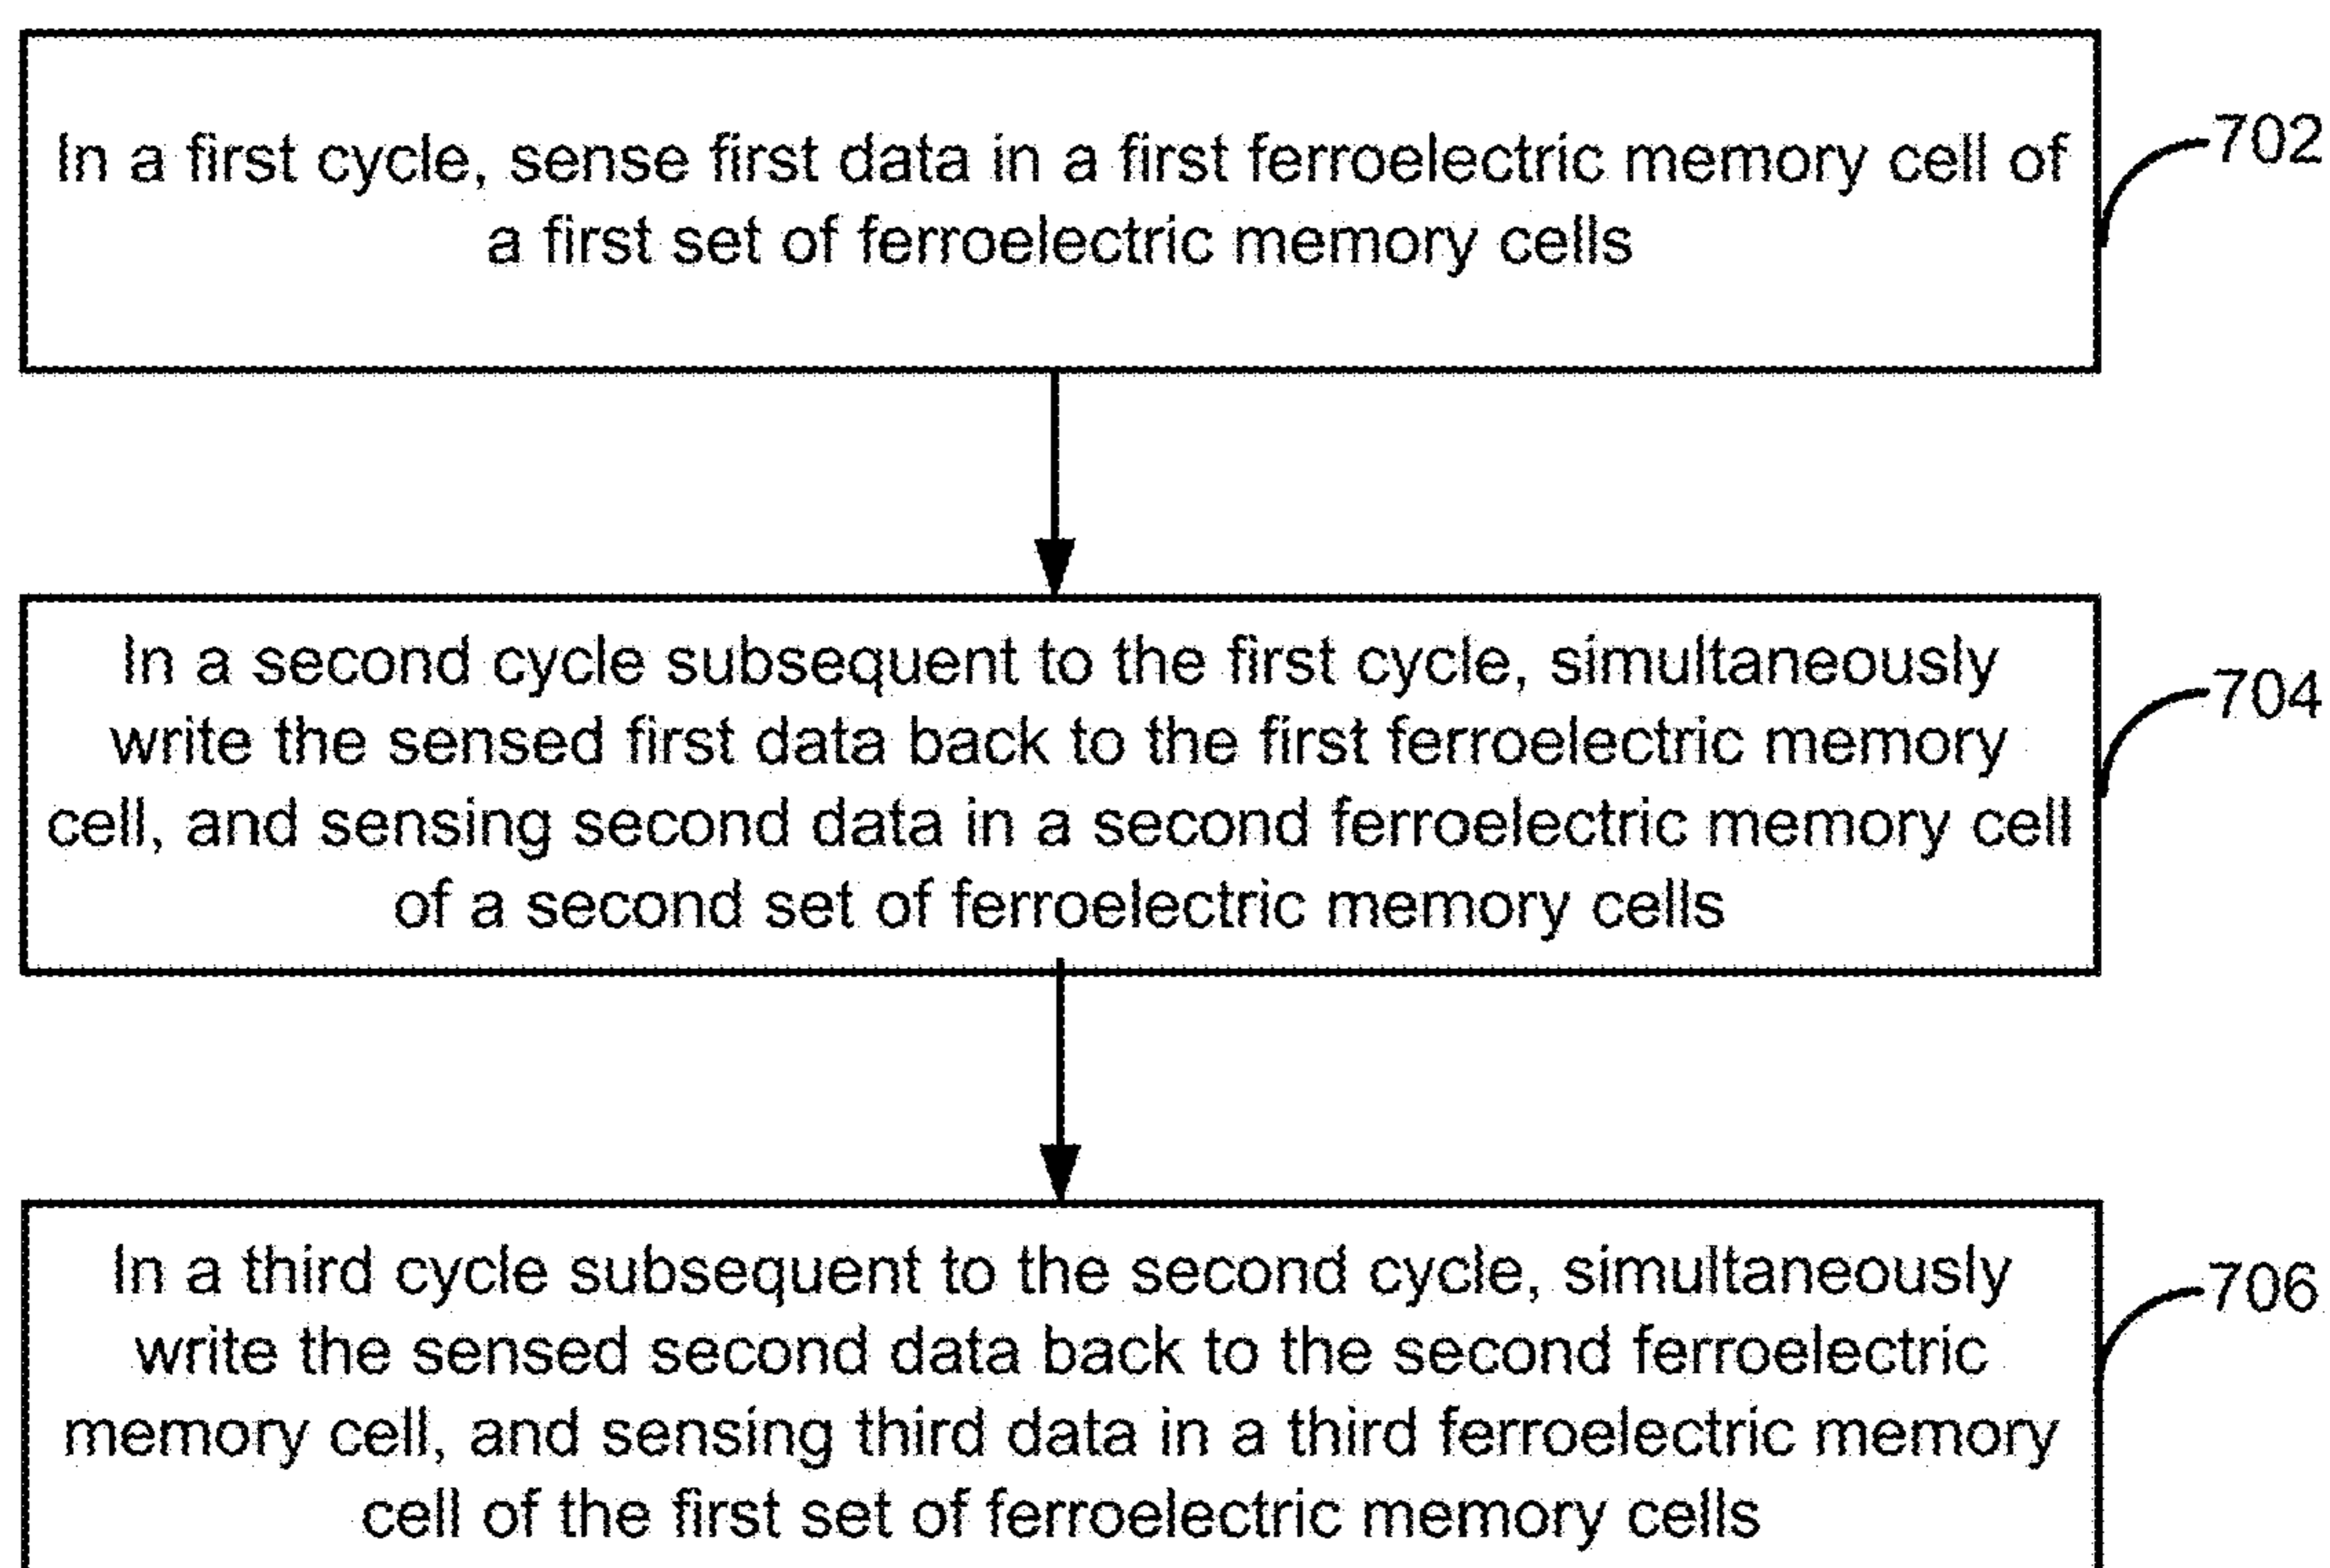 In a first cycle, sense first data in a first ferroelectric memory cell of
a first set of ferroelectric memory cells
702
In a second cycle subsequent to the first cycle, simultaneously
write the sensed first data back to the first ferroelectric memory
cell, and sensing second data in a second ferroelectric memory cell
of a second set of ferroelectric memory cells
704
In a third cycle subsequent to the second cycle, simultaneously
write the sensed second data back to the second ferroelectric
memory cell, and sensing third data in a third ferroelectric memory
cell of the first set of ferroelectric memory cells
706